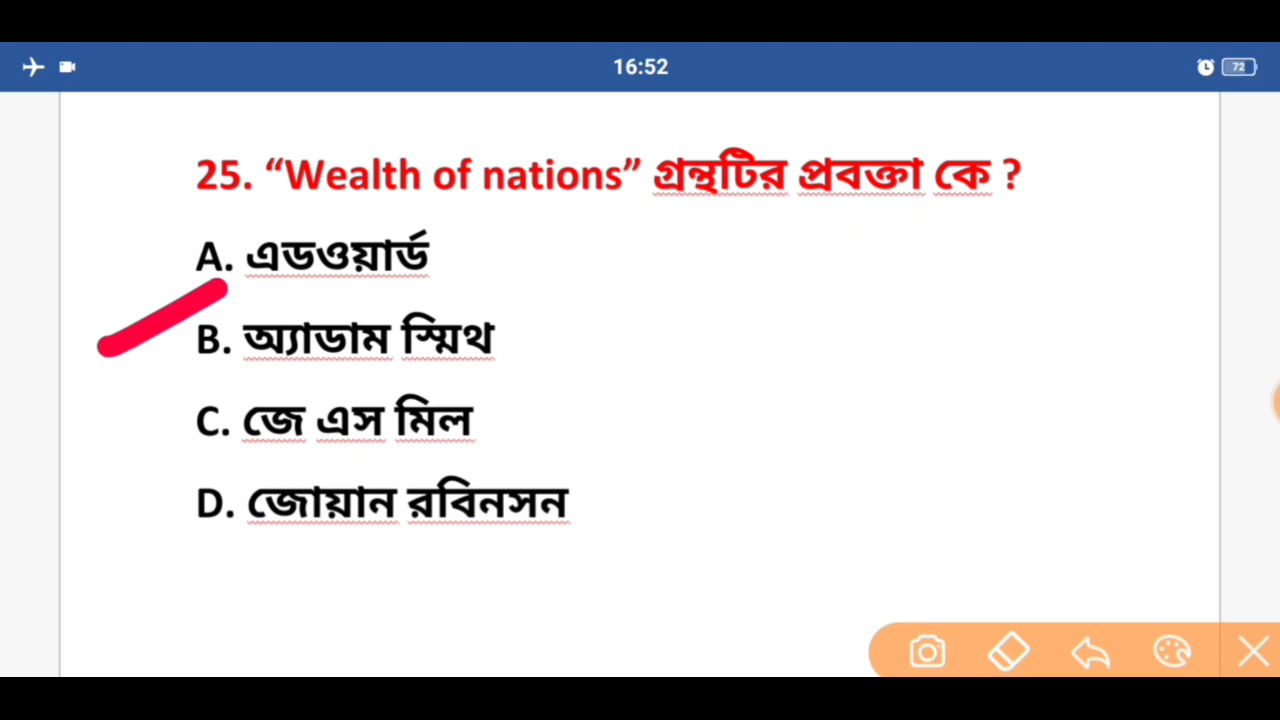 16:52
72
25. “Wealth of nations” গ্রন্থটির প্রবক্তা কে ?
A. এডওয়ার্ড
B. অ্যাডাম স্মিথ
C. জে এস মিল
D. জোয়ান রবিনসন